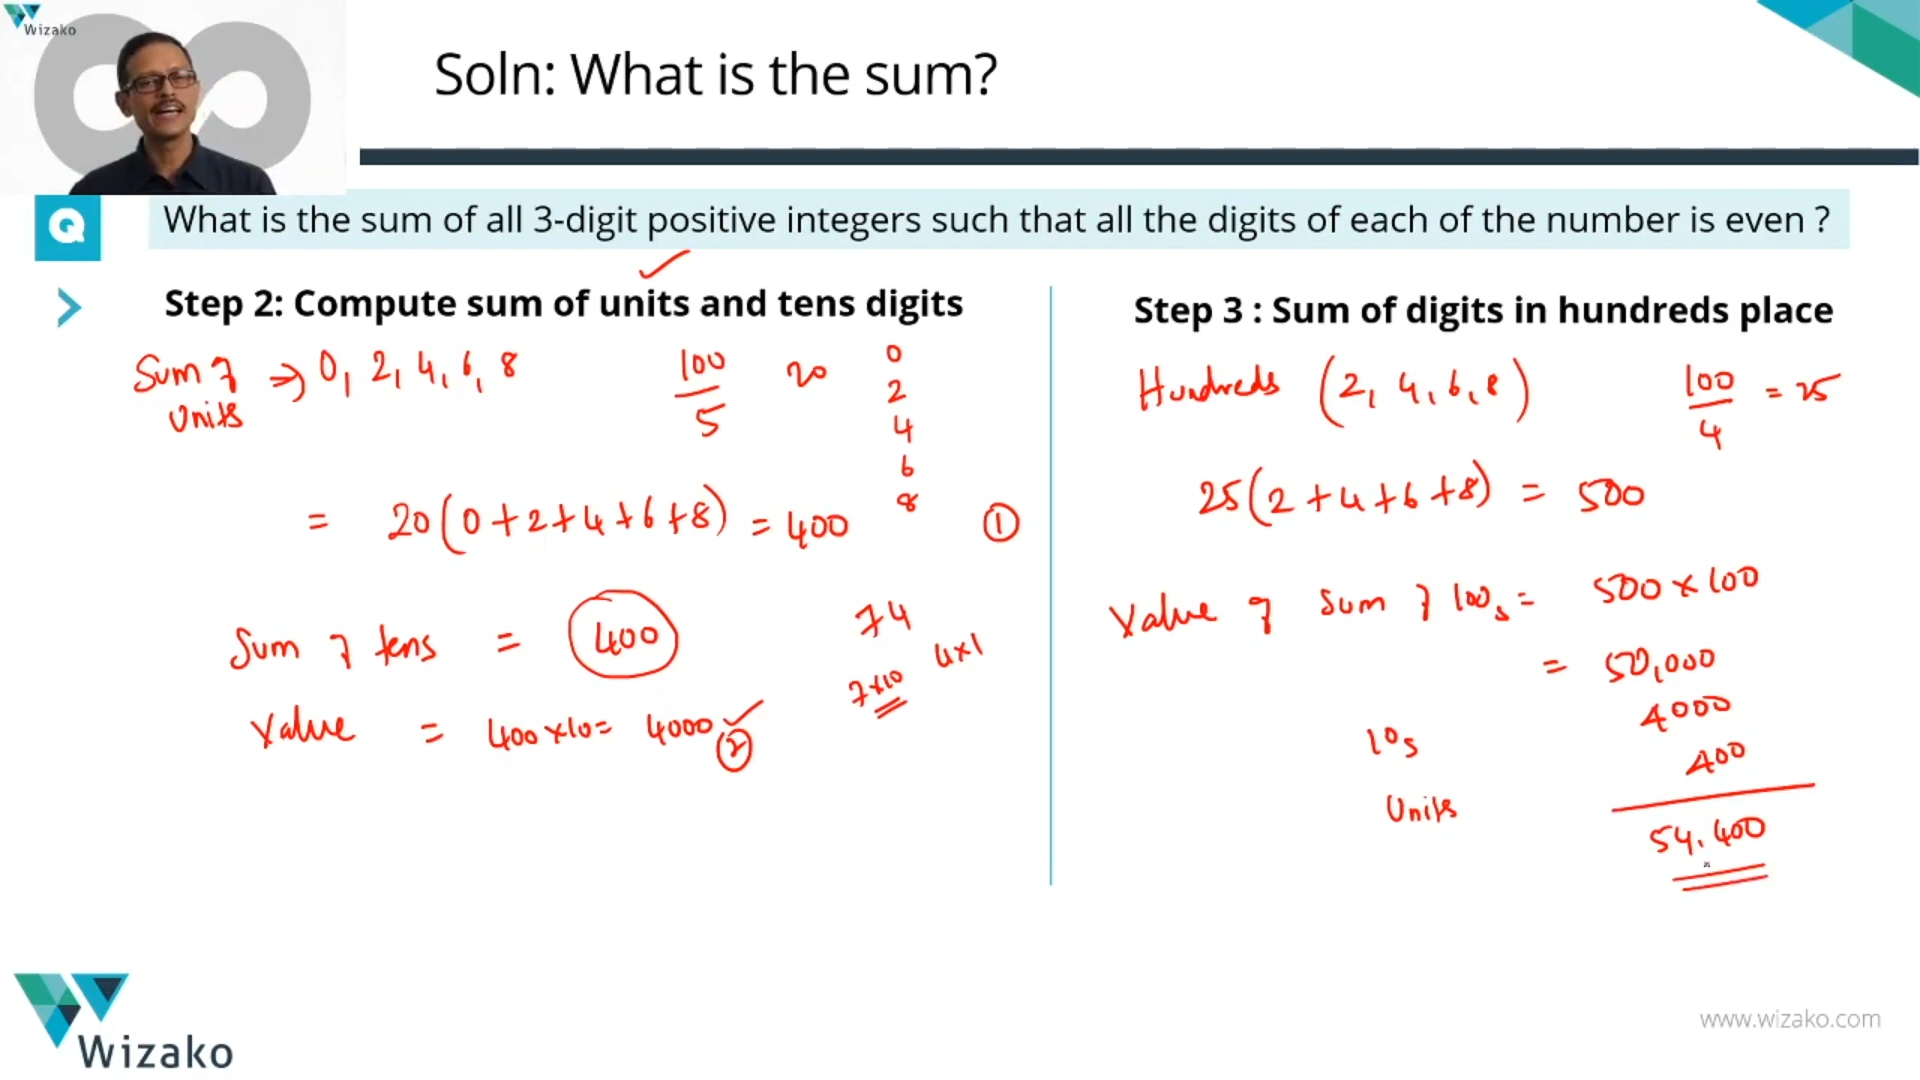 Wizako
Soln: What is the sum?
Q
What is the sum of all 3-digit positive integers such that all the digits of each of the number is even ?
Step 2: Compute sum of units and tens digits
Sum of units => 0, 2, 4, 6, 8
100/5
20
0
2
4
6
8
= 20(0+2+4+6+8) = 400
①
Sum of tens = 400
74
7×10 4×1
Value = 400×10= 4000
②
Step 3 : Sum of digits in hundreds place
Hundreds (2, 4, 6, 8)
100/4 = 25
25(2+4+6+8) = 500
Value of sum of 100s = 500×100
= 50,000
10s 4000
Units 400
54,400
Wizako
www.wizako.com